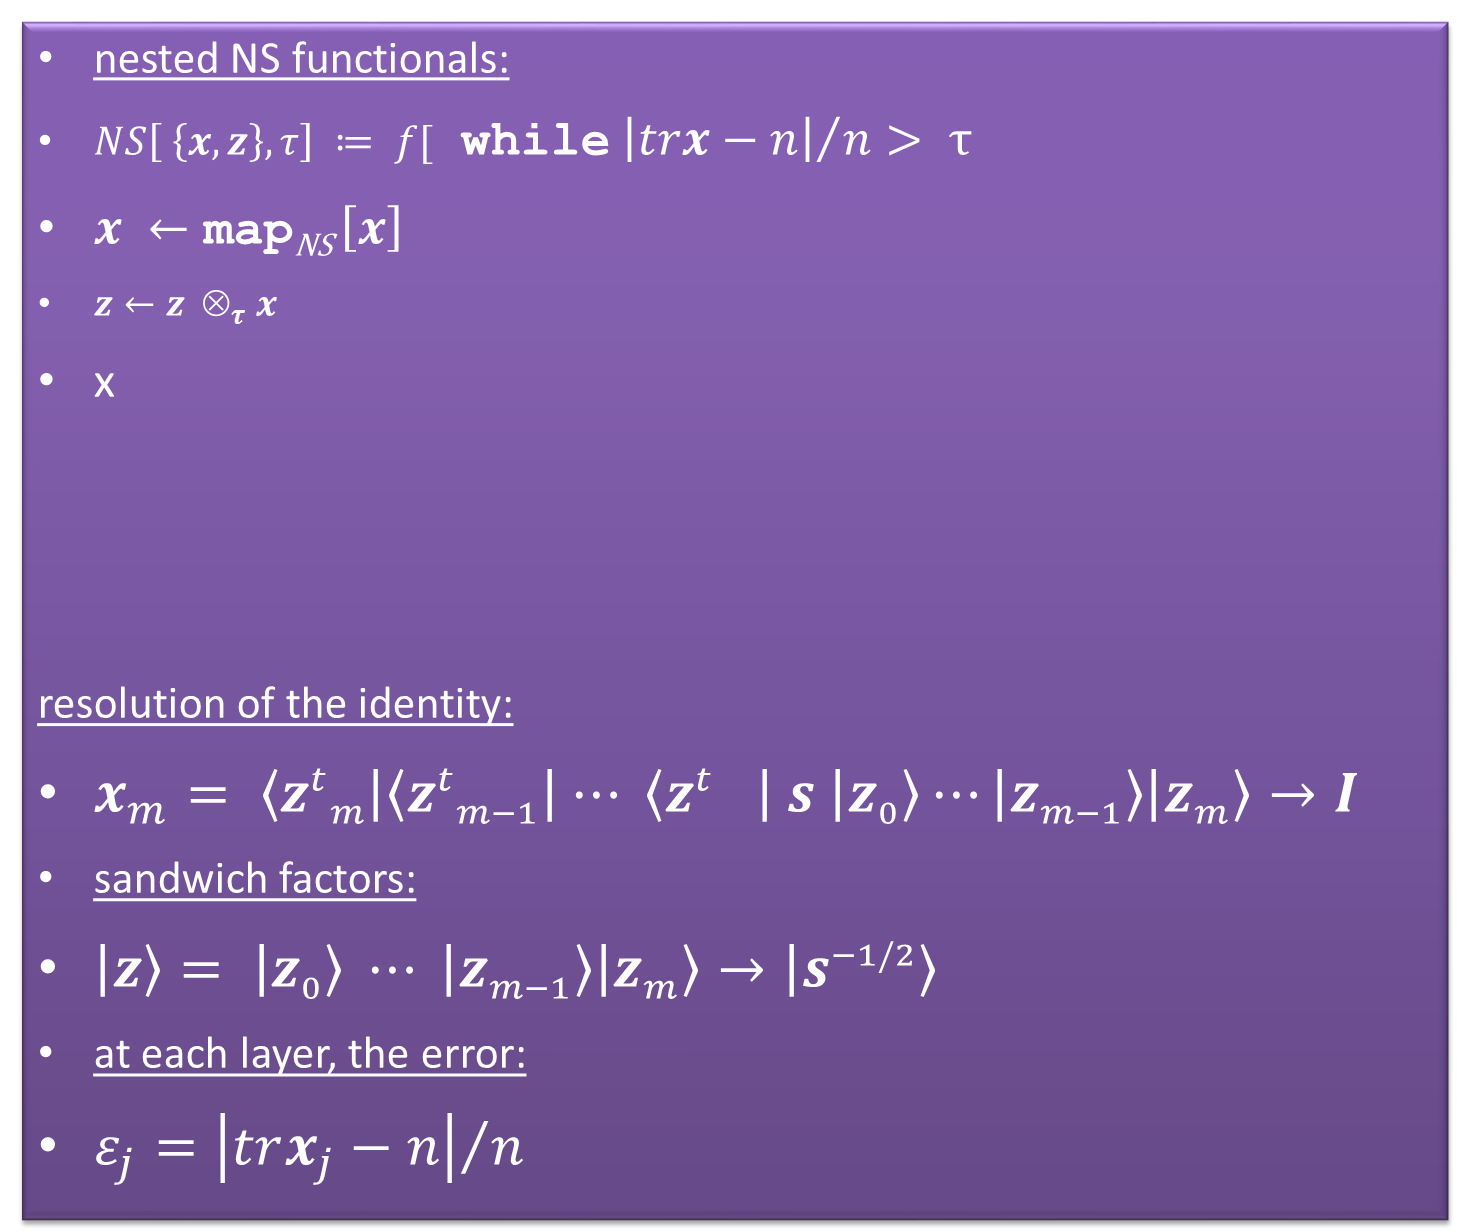 • nested NS functionals:
• NS[ {x, z}, τ] ≔ f[ while |trx − n|/n > τ
• x ← map_NS[x]
• z ← z ⊗_τ x
• x
resolution of the identity:
• x_m = ⟨z^t_m|⟨z^t_{m−1}| ⋯ ⟨z^t | s |z_0⟩ ⋯ |z_{m−1}⟩|z_m⟩ → I
• sandwich factors:
• |z⟩ = |z_0⟩ ⋯ |z_{m−1}⟩|z_m⟩ → |s^{−1/2}⟩
• at each layer, the error:
• ε_j = |trx_j − n|/n